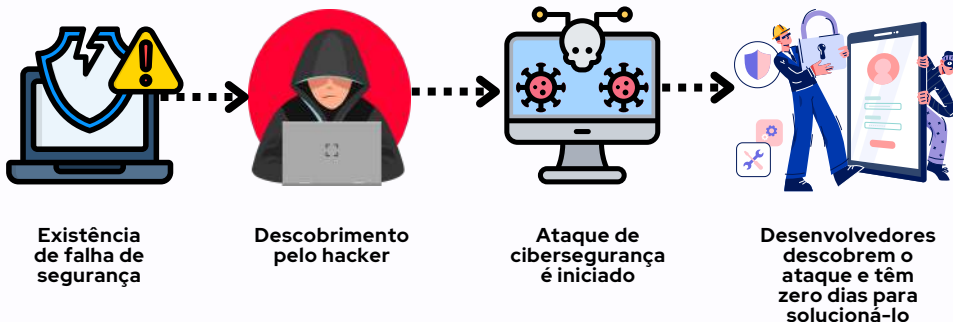 Existência
de falha de
segurança
Descobrimento
pelo hacker
Ataque de
cibersegurança
é iniciado
Desenvolvedores
descobrem o
ataque e têm
zero dias para
solucioná-lo